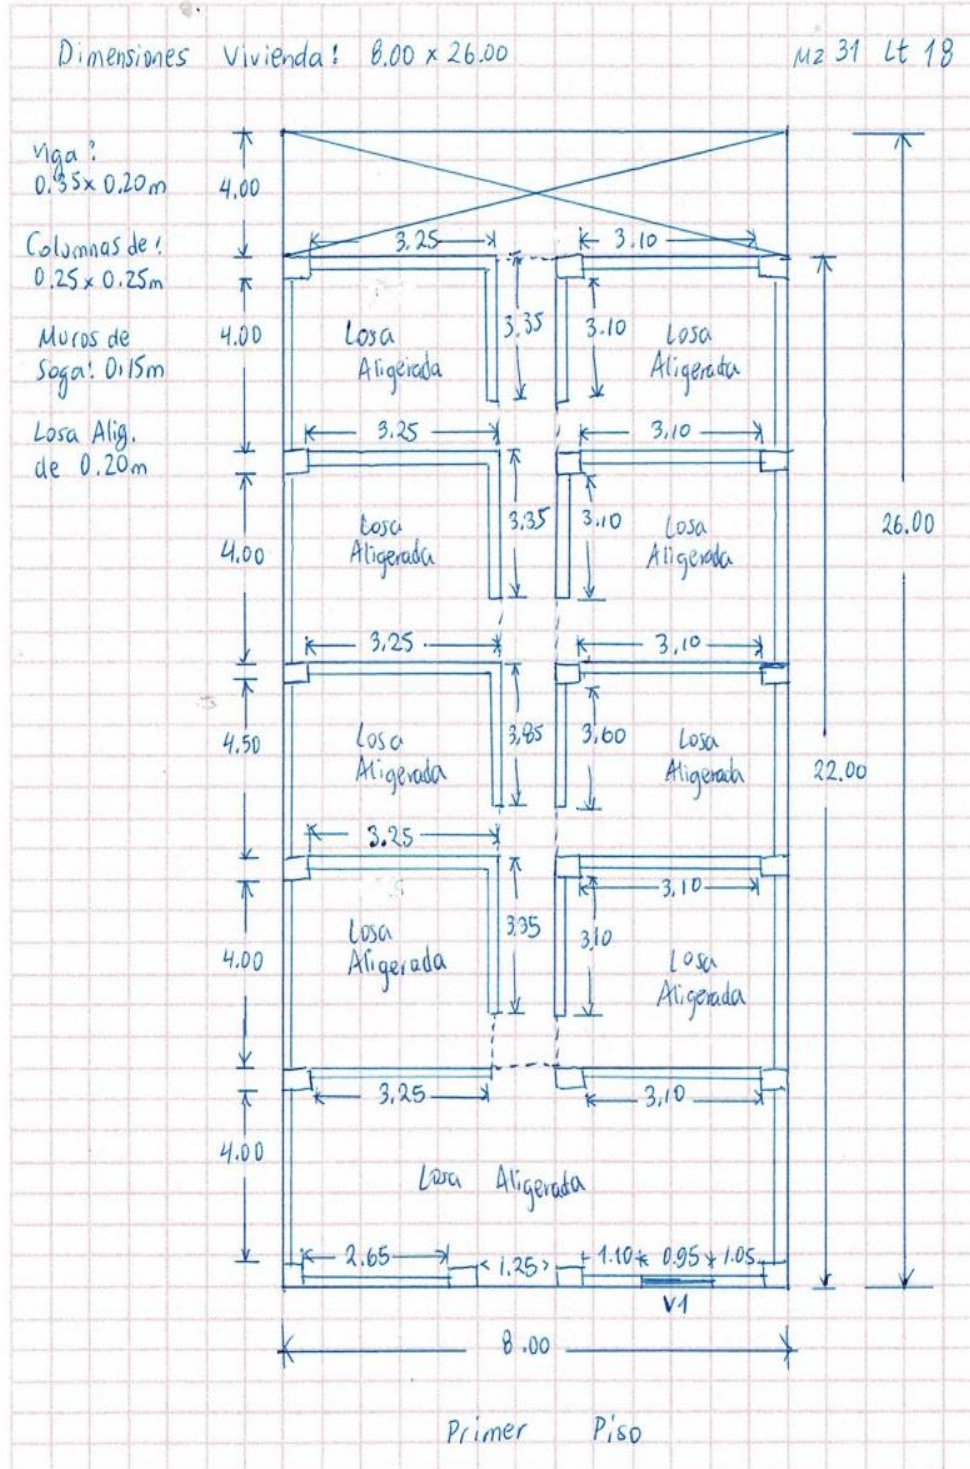 Dimensiones Vivienda: 8.00 x 26.00
Mz 31 Lt 18
Viga:
0.35 x 0.20m
Columnas de:
0.25 x 0.25m
Muros de
Soga: 0.15m
Losa Alig.
de 0.20m
4.00
3.25
3.10
4.00
Losa
Aligerada
3.35
3.10
Losa
Aligerada
3.25
3.10
4.00
Losa
Aligerada
3.35
3.10
Losa
Aligerada
26.00
3.25
3.10
4.50
Losa
Aligerada
3.85
3.60
Losa
Aligerada
22.00
3.25
3.10
4.00
Losa
Aligerada
3.35
3.10
Losa
Aligerada
3.25
3.10
4.00
Losa Aligerada
2.65
1.25
1.10
0.95
1.05
V1
8.00
Primer Piso